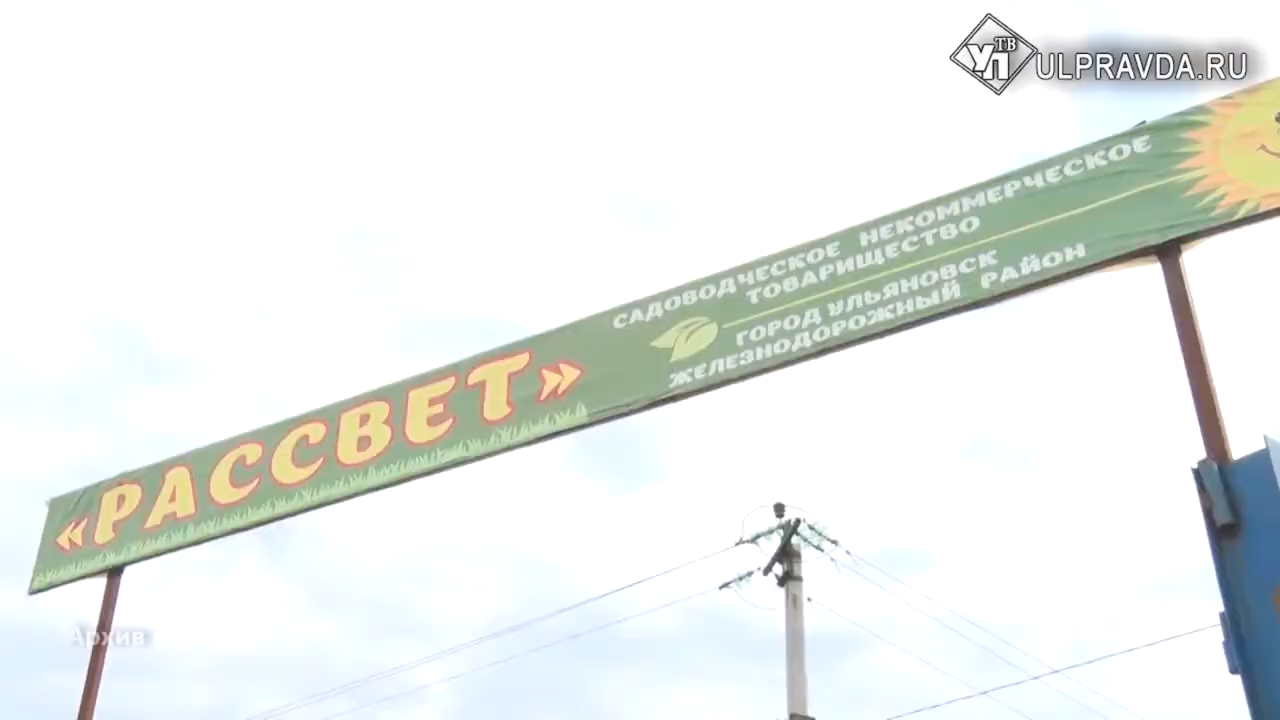 УП ТВ
ULPRAVDA.RU
«РАССВЕТ»
САДОВОДЧЕСКОЕ НЕКОММЕРЧЕСКОЕ
ТОВАРИЩЕСТВО
ГОРОД УЛЬЯНОВСК
ЖЕЛЕЗНОДОРОЖНЫЙ РАЙОН
Архив